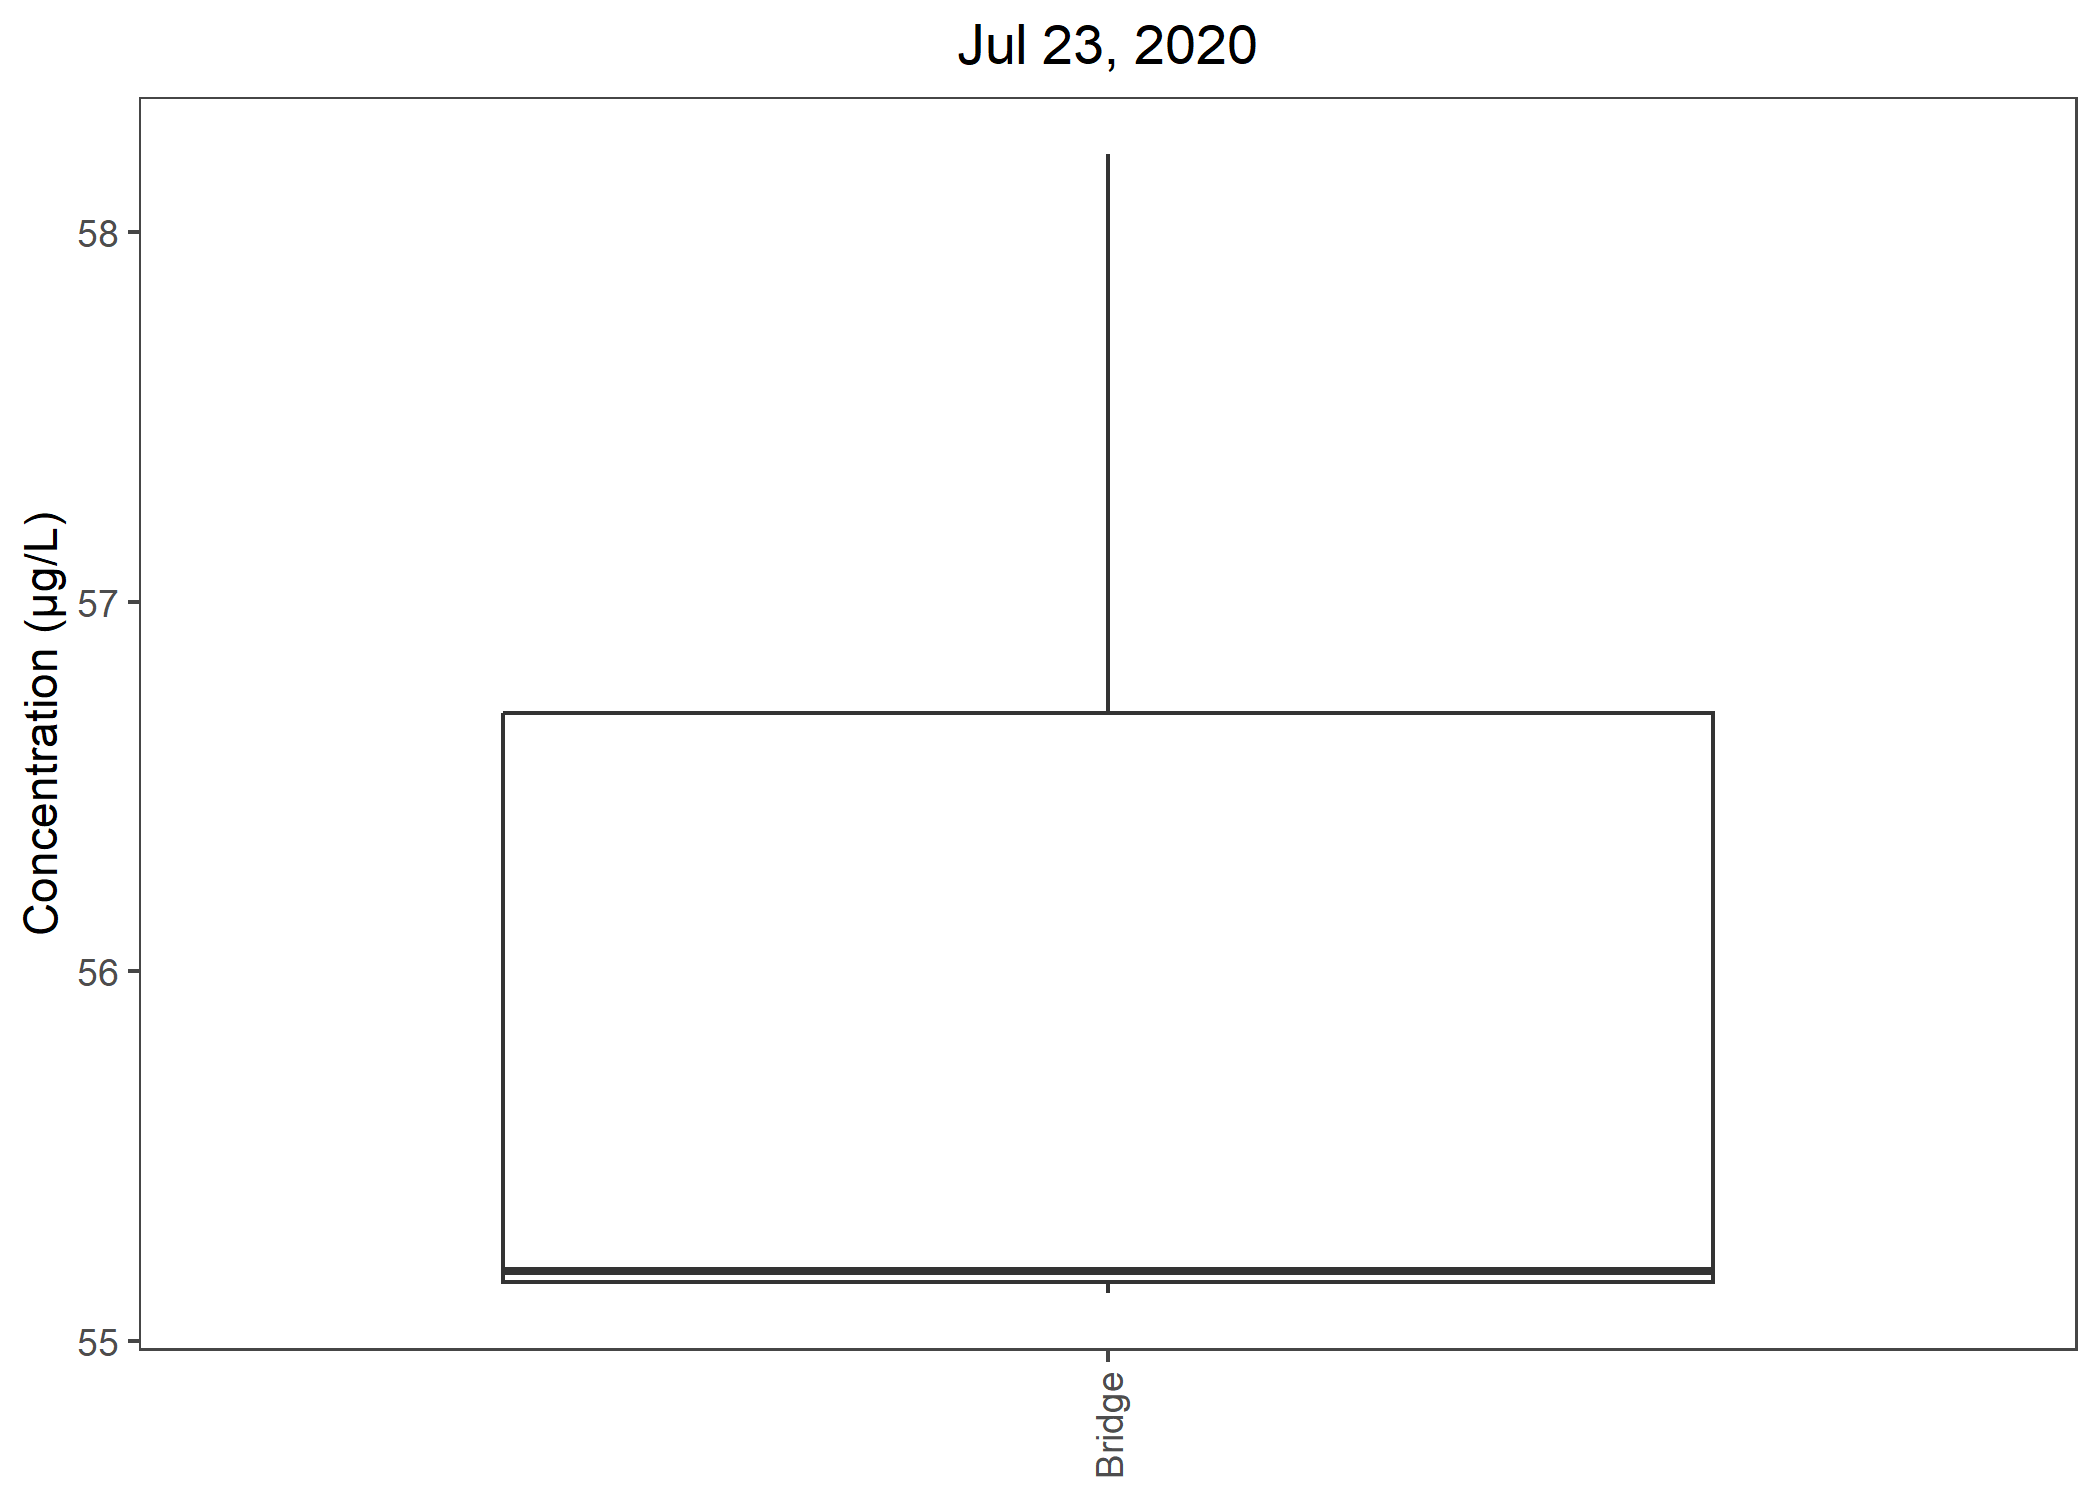 Jul 23, 2020
Concentration (µg/L)
58
57
56
55
Bridge